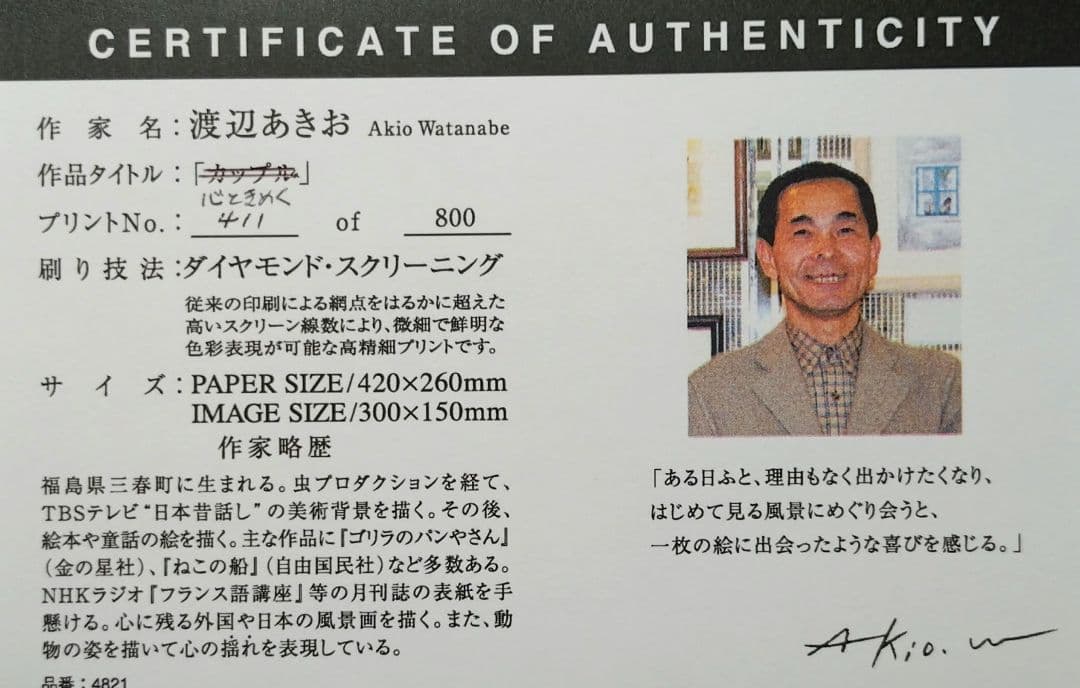 CERTIFICATE OF AUTHENTICITY
作家名：渡辺あきお Akio Watanabe
作品タイトル：「カップル」
心ときめく
プリントNo.： 411 of 800
刷り技法：ダイヤモンド・スクリーニング
従来の印刷による網点をはるかに超えた
高いスクリーン線数により、微細で鮮明な
色彩表現が可能な高精細プリントです。
サイズ：PAPER SIZE/420×260mm
IMAGE SIZE/300×150mm
作家略歴
福島県三春町に生まれる。虫プロダクションを経て、
TBSテレビ“日本昔話し”の美術背景を描く。その後、
絵本や童話の絵を描く。主な作品に『ゴリラのパンやさん』
（金の星社）、『ねこの船』（自由国民社）など多数ある。
NHKラジオ『フランス語講座』等の月刊誌の表紙を手
懸ける。心に残る外国や日本の風景画を描く。また、動
物の姿を描いて心の揺れを表現している。
品番：4821
「ある日ふと、理由もなく出かけたくなり、
はじめて見る風景にめぐり会うと、
一枚の絵に出会ったような喜びを感じる。」
Akio. w